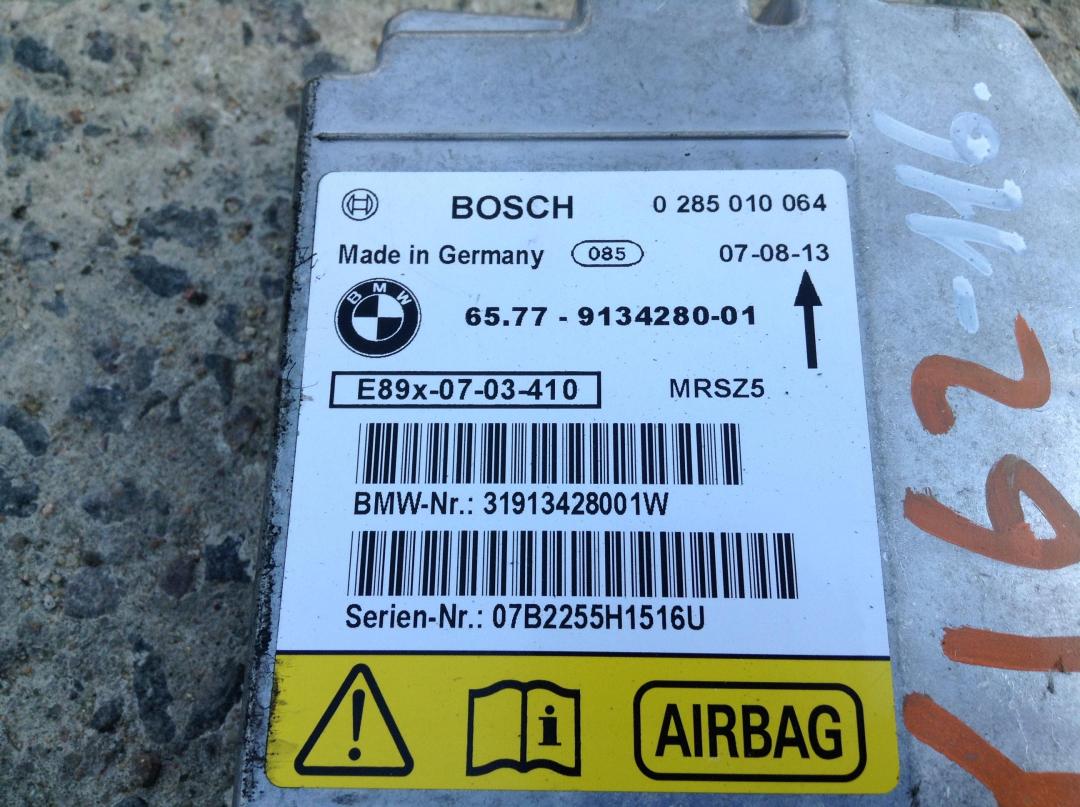 BOSCH 0 285 010 064
Made in Germany 085 07-08-13
BMW
65.77 - 9134280-01
E89x-07-03-410 MRSZ5
BMW-Nr.: 31913428001W
Serien-Nr.: 07B2255H1516U
i AIRBAG